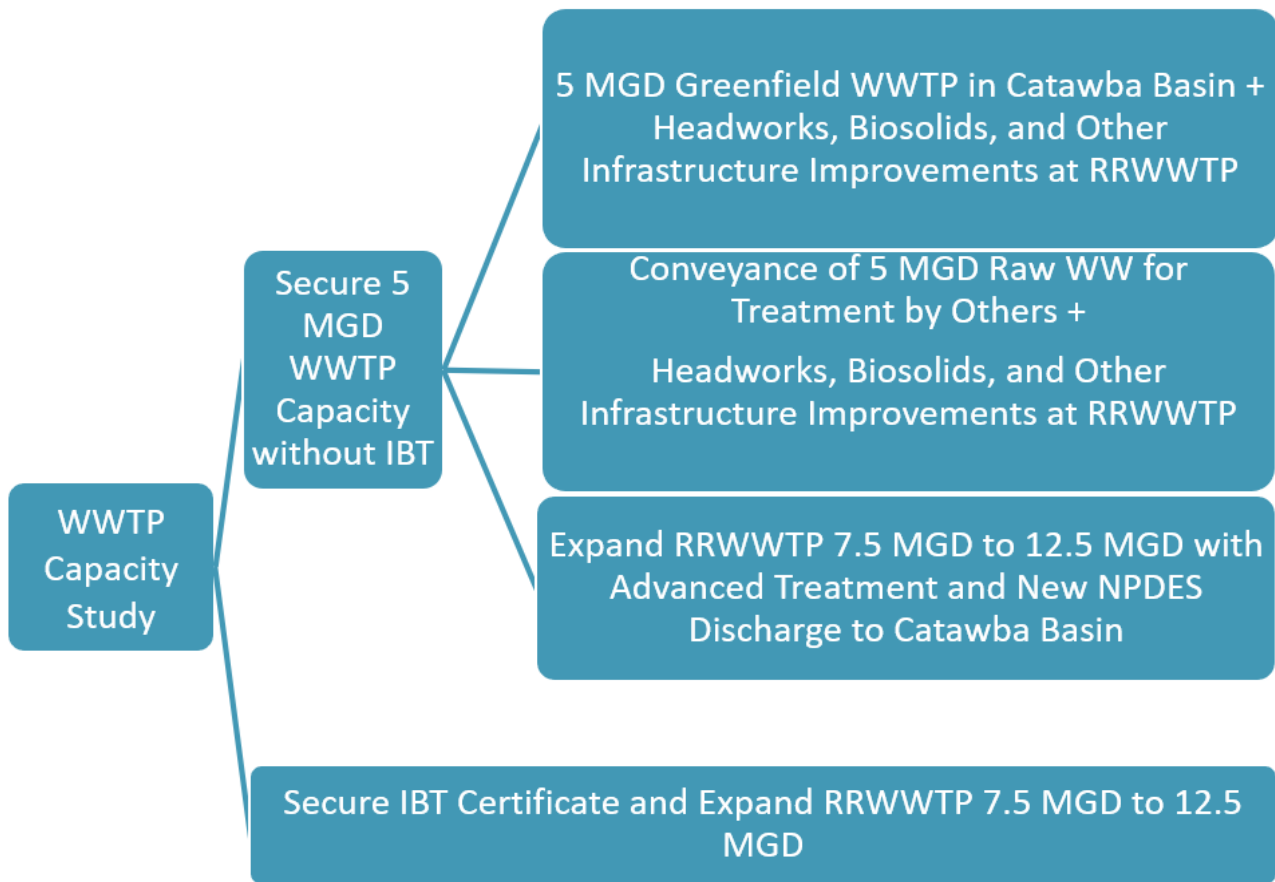 5 MGD Greenfield WWTP in Catawba Basin +
Headworks, Biosolids, and Other
Infrastructure Improvements at RRWWTP
Secure 5
MGD
WWTP
Capacity
without IBT
Conveyance of 5 MGD Raw WW for
Treatment by Others +
Headworks, Biosolids, and Other
Infrastructure Improvements at RRWWTP
WWTP
Capacity
Study
Expand RRWWTP 7.5 MGD to 12.5 MGD with
Advanced Treatment and New NPDES
Discharge to Catawba Basin
Secure IBT Certificate and Expand RRWWTP 7.5 MGD to 12.5
MGD